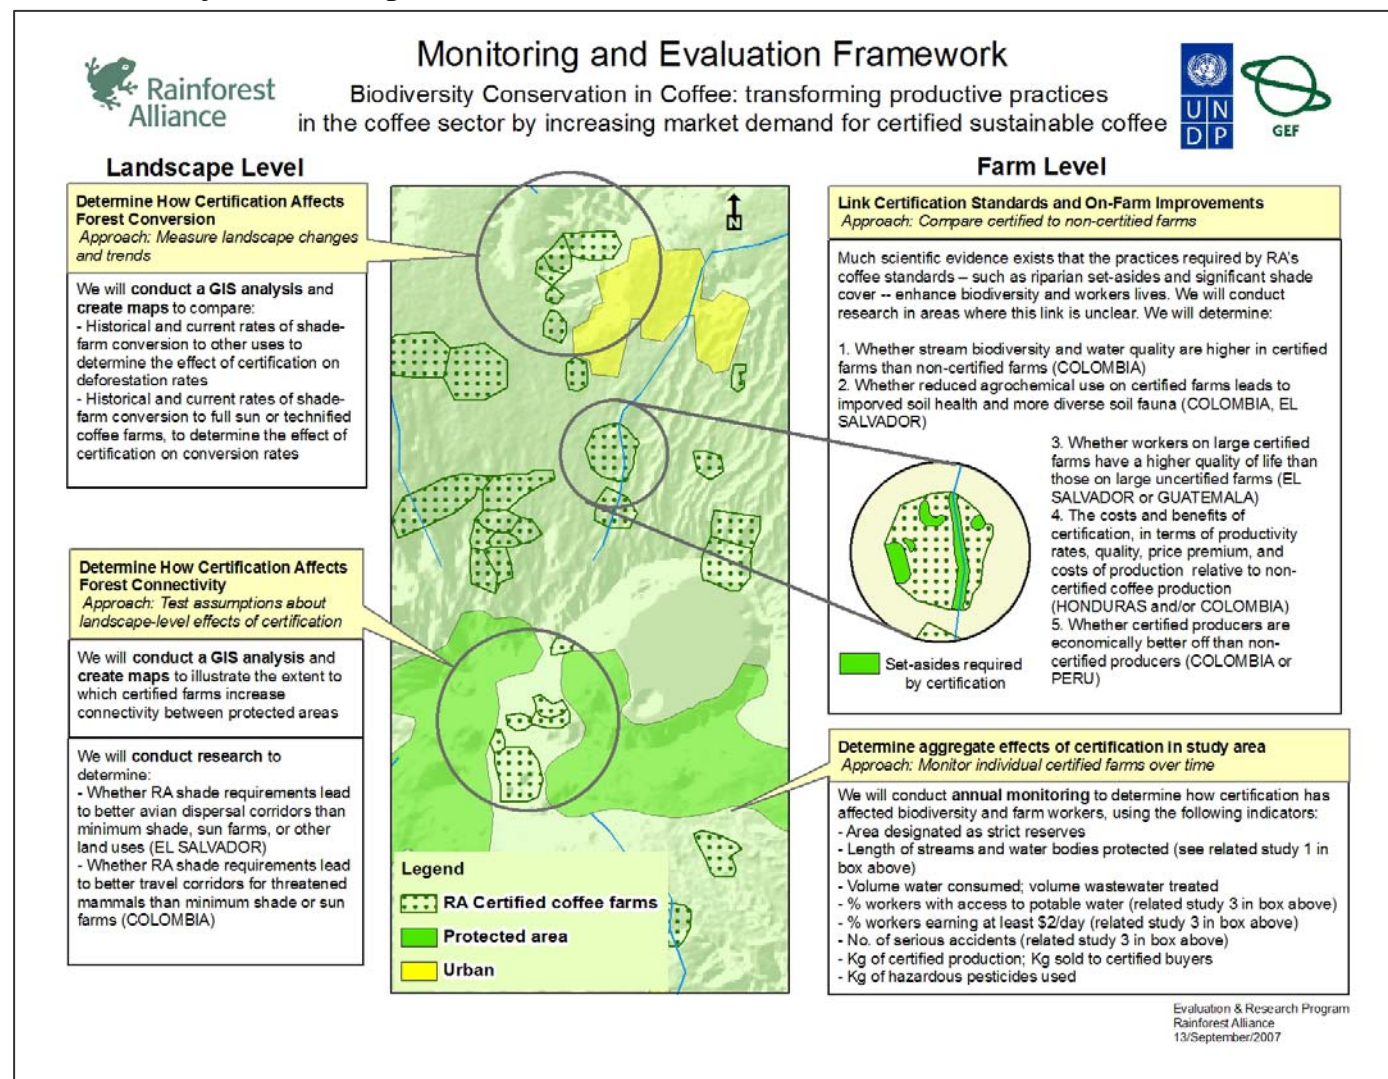 Monitoring and Evaluation Framework
Biodiversity Conservation in Coffee: transforming productive practices
in the coffee sector by increasing market demand for certified sustainable coffee
Rainforest
Alliance
U N
D P
GEF
Landscape Level
Determine How Certification Affects
Forest Conversion
Approach: Measure landscape changes
and trends
We will conduct a GIS analysis and
create maps to compare:
- Historical and current rates of shade-
farm conversion to other uses to
determine the effect of certification on
deforestation rates
- Historical and current rates of shade-
farm conversion to full sun or technified
coffee farms, to determine the effect of
certification on conversion rates
Determine How Certification Affects
Forest Connectivity
Approach: Test assumptions about
landscape-level effects of certification
We will conduct a GIS analysis and
create maps to illustrate the extent to
which certified farms increase
connectivity between protected areas
We will conduct research to
determine:
- Whether RA shade requirements lead
to better avian dispersal corridors than
minimum shade, sun farms, or other
land uses (EL SALVADOR)
- Whether RA shade requirements lead
to better travel corridors for threatened
mammals than minimum shade or sun
farms (COLOMBIA)
N
Legend
RA Certified coffee farms
Protected area
Urban
Farm Level
Link Certification Standards and On-Farm Improvements
Approach: Compare certified to non-certitied farms
Much scientific evidence exists that the practices required by RA's
coffee standards – such as riparian set-asides and significant shade
cover -- enhance biodiversity and workers lives. We will conduct
research in areas where this link is unclear. We will determine:
1. Whether stream biodiversity and water quality are higher in certified
farms than non-certified farms (COLOMBIA)
2. Whether reduced agrochemical use on certified farms leads to
imporved soil health and more diverse soil fauna (COLOMBIA, EL
SALVADOR)
3. Whether workers on large certified
farms have a higher quality of life than
those on large uncertified farms (EL
SALVADOR or GUATEMALA)
4. The costs and benefits of
certification, in terms of productivity
rates, quality, price premium, and
costs of production relative to non-
certified coffee production
(HONDURAS and/or COLOMBIA)
5. Whether certified producers are
economically better off than non-
certified producers (COLOMBIA or
PERU)
Set-asides required
by certification
Determine aggregate effects of certification in study area
Approach: Monitor individual certified farms over time
We will conduct annual monitoring to determine how certification has
affected biodiversity and farm workers, using the following indicators:
- Area designated as strict reserves
- Length of streams and water bodies protected (see related study 1 in
box above)
- Volume water consumed; volume wastewater treated
- % workers with access to potable water (related study 3 in box above)
- % workers earning at least $2/day (related study 3 in box above)
- No. of serious accidents (related study 3 in box above)
- Kg of certified production; Kg sold to certified buyers
- Kg of hazardous pesticides used
Evaluation & Research Program
Rainforest Alliance
13/September/2007